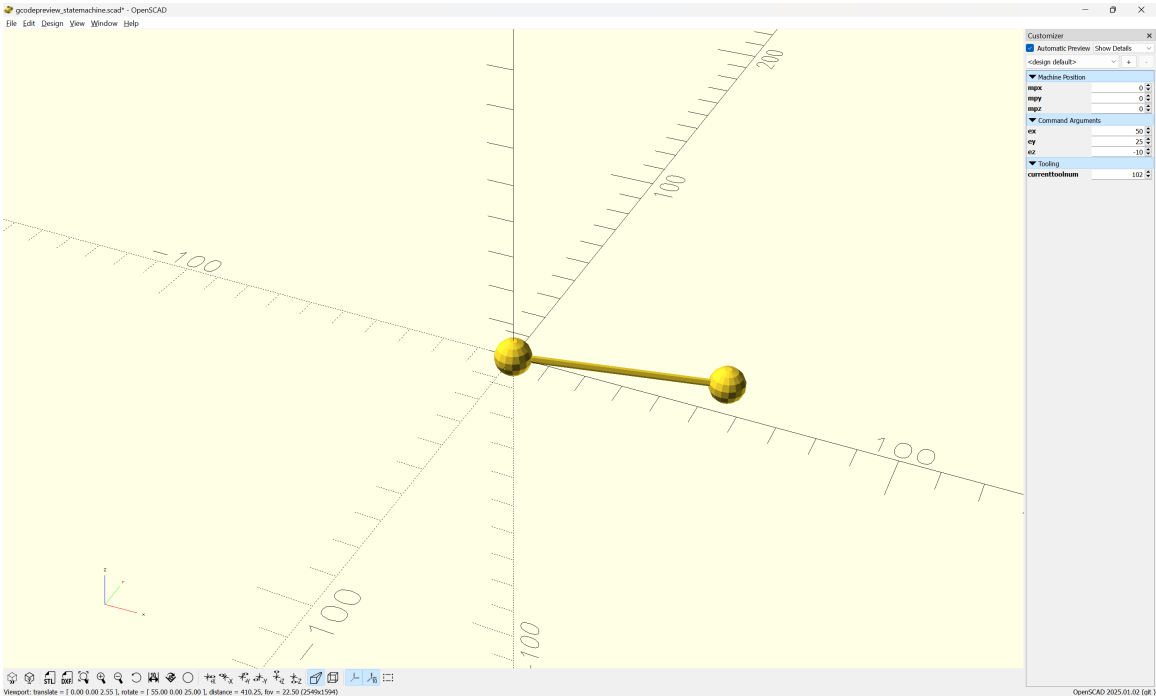 gcodepreview_statemachine.scad* - OpenSCAD
File Edit Design View Window Help
Customizer
Automatic Preview Show Details
<design default> + -
Machine Position
mpx 0
mpy 0
mpz 0
Command Arguments
ex 50
ey 25
ez -10
Tooling
currenttoolnum 102
200
100
-100
100
-100
-100
z
Y
x
STL DXF
Viewport: translate = [ 0.00 0.00 2.55 ], rotate = [ 55.00 0.00 25.00 ], distance = 410.25, fov = 22.50 (2549x1594)
OpenSCAD 2025.01.02 (git